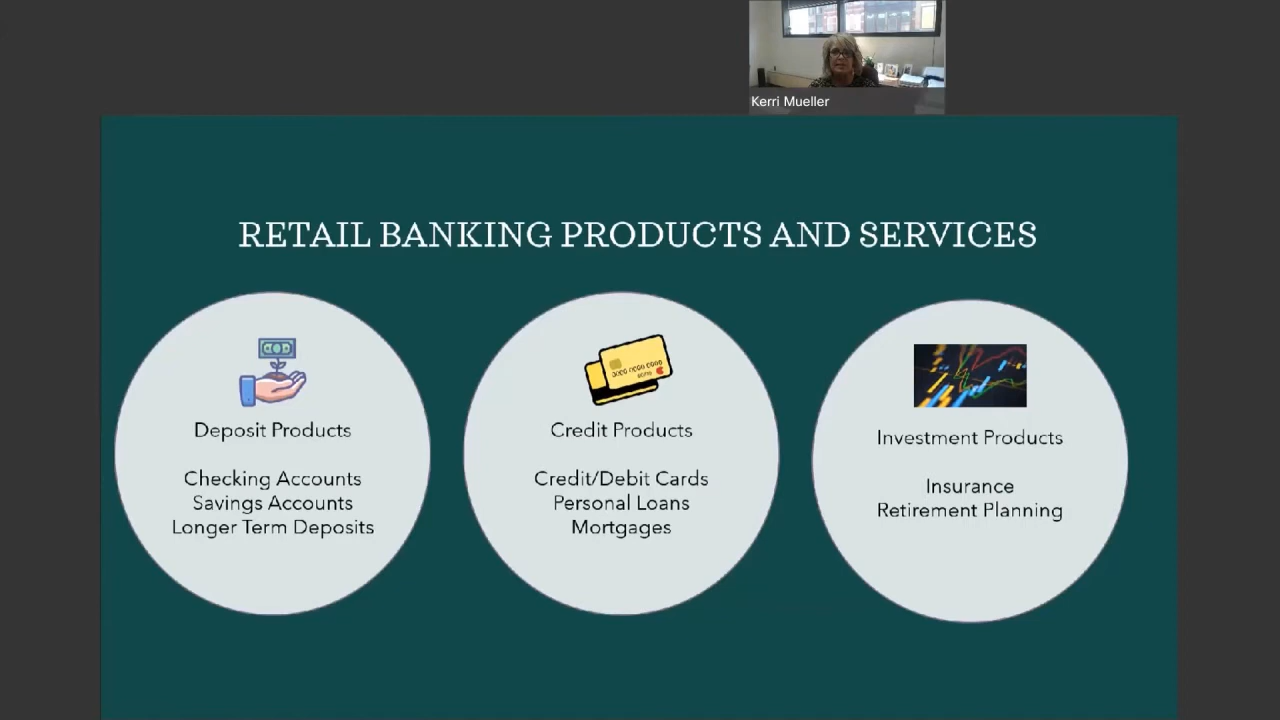 Kerri Mueller
RETAIL BANKING PRODUCTS AND SERVICES
Deposit Products
Checking Accounts
Savings Accounts
Longer Term Deposits
Credit Products
Credit/Debit Cards
Personal Loans
Mortgages
Investment Products
Insurance
Retirement Planning